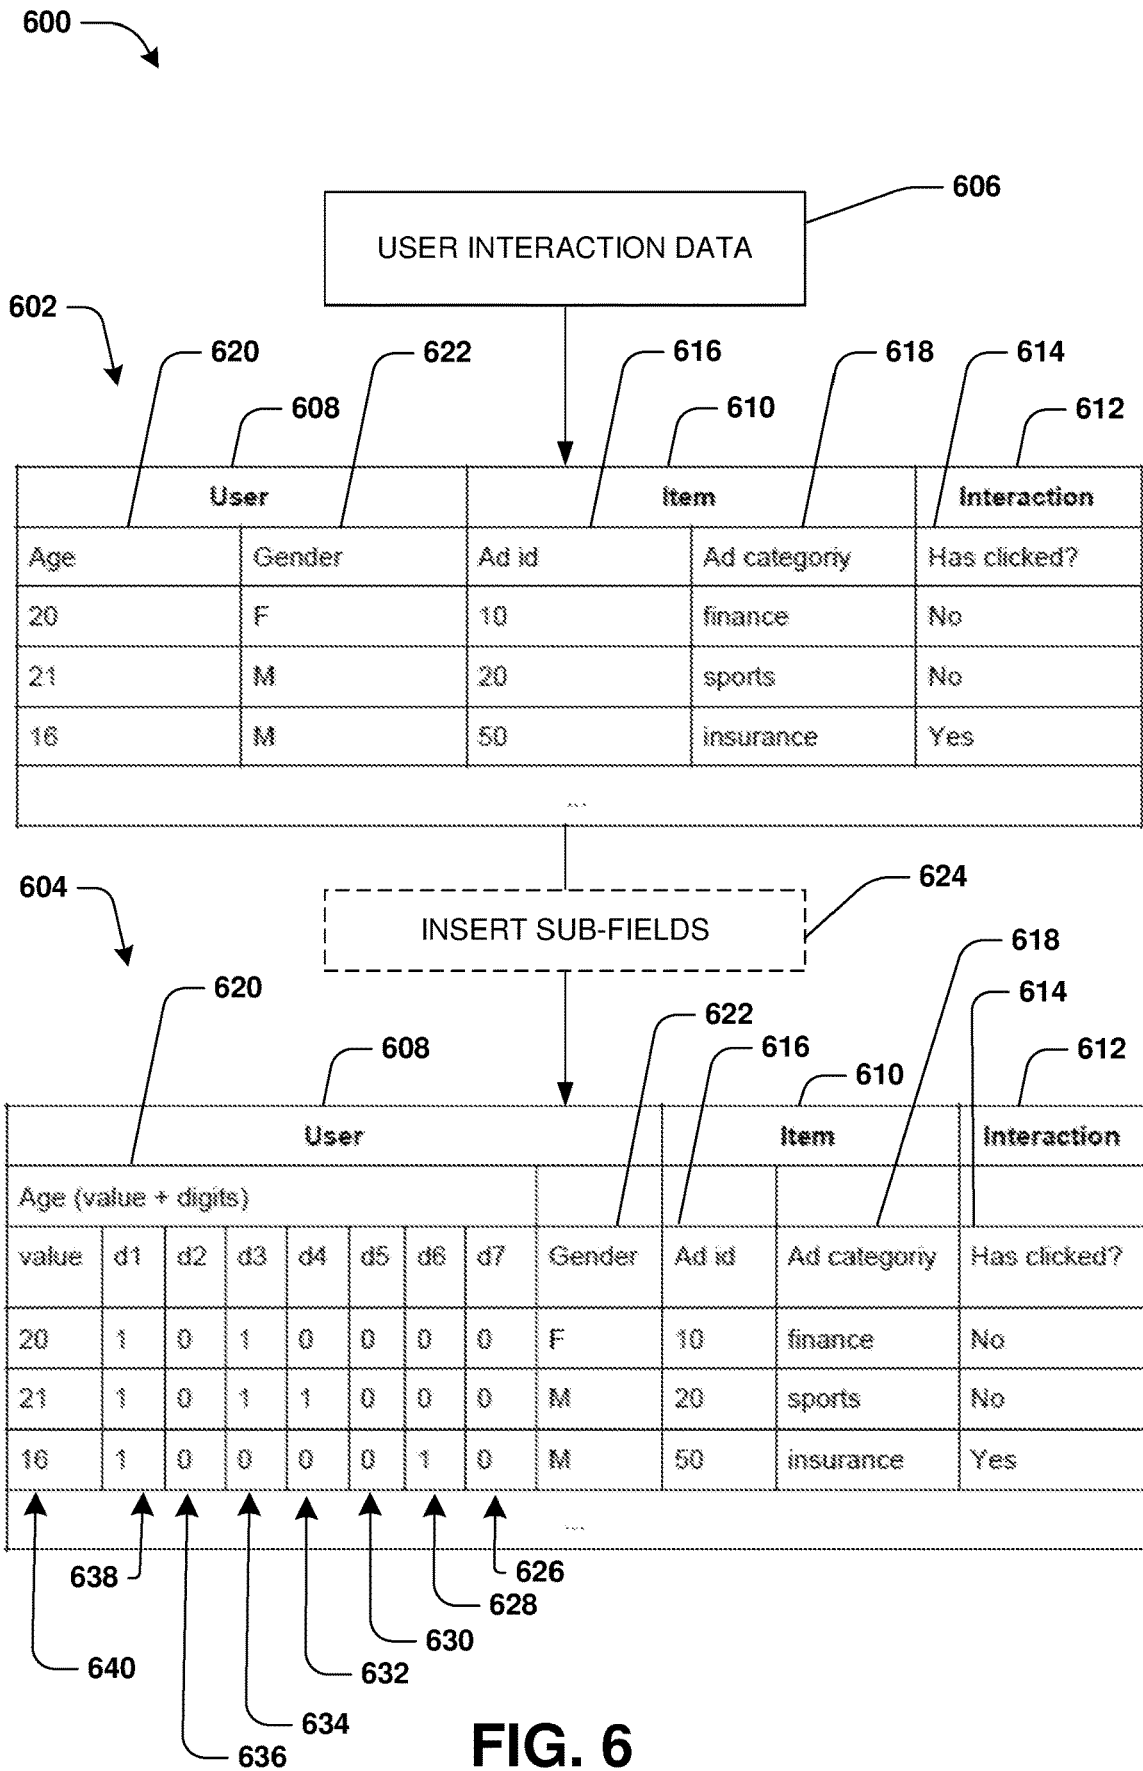 600
606
USER INTERACTION DATA
602
620 622 616 618 614
608 610 612
User Item Interaction
Age Gender Ad id Ad categoriy Has clicked?
20 F 10 finance No
21 M 20 sports No
16 M 50 insurance Yes
...
604
624
INSERT SUB-FIELDS
618
620 614
622
608 616 612
610
User Item Interaction
Age (value + digits)
value d1 d2 d3 d4 d5 d6 d7 Gender Ad id Ad categoriy Has clicked?
20 1 0 1 0 0 0 0 F 10 finance No
21 1 0 1 1 0 0 0 M 20 sports No
16 1 0 0 0 0 1 0 M 50 insurance Yes
...
638 626
628
630
640 632
634
636
FIG. 6